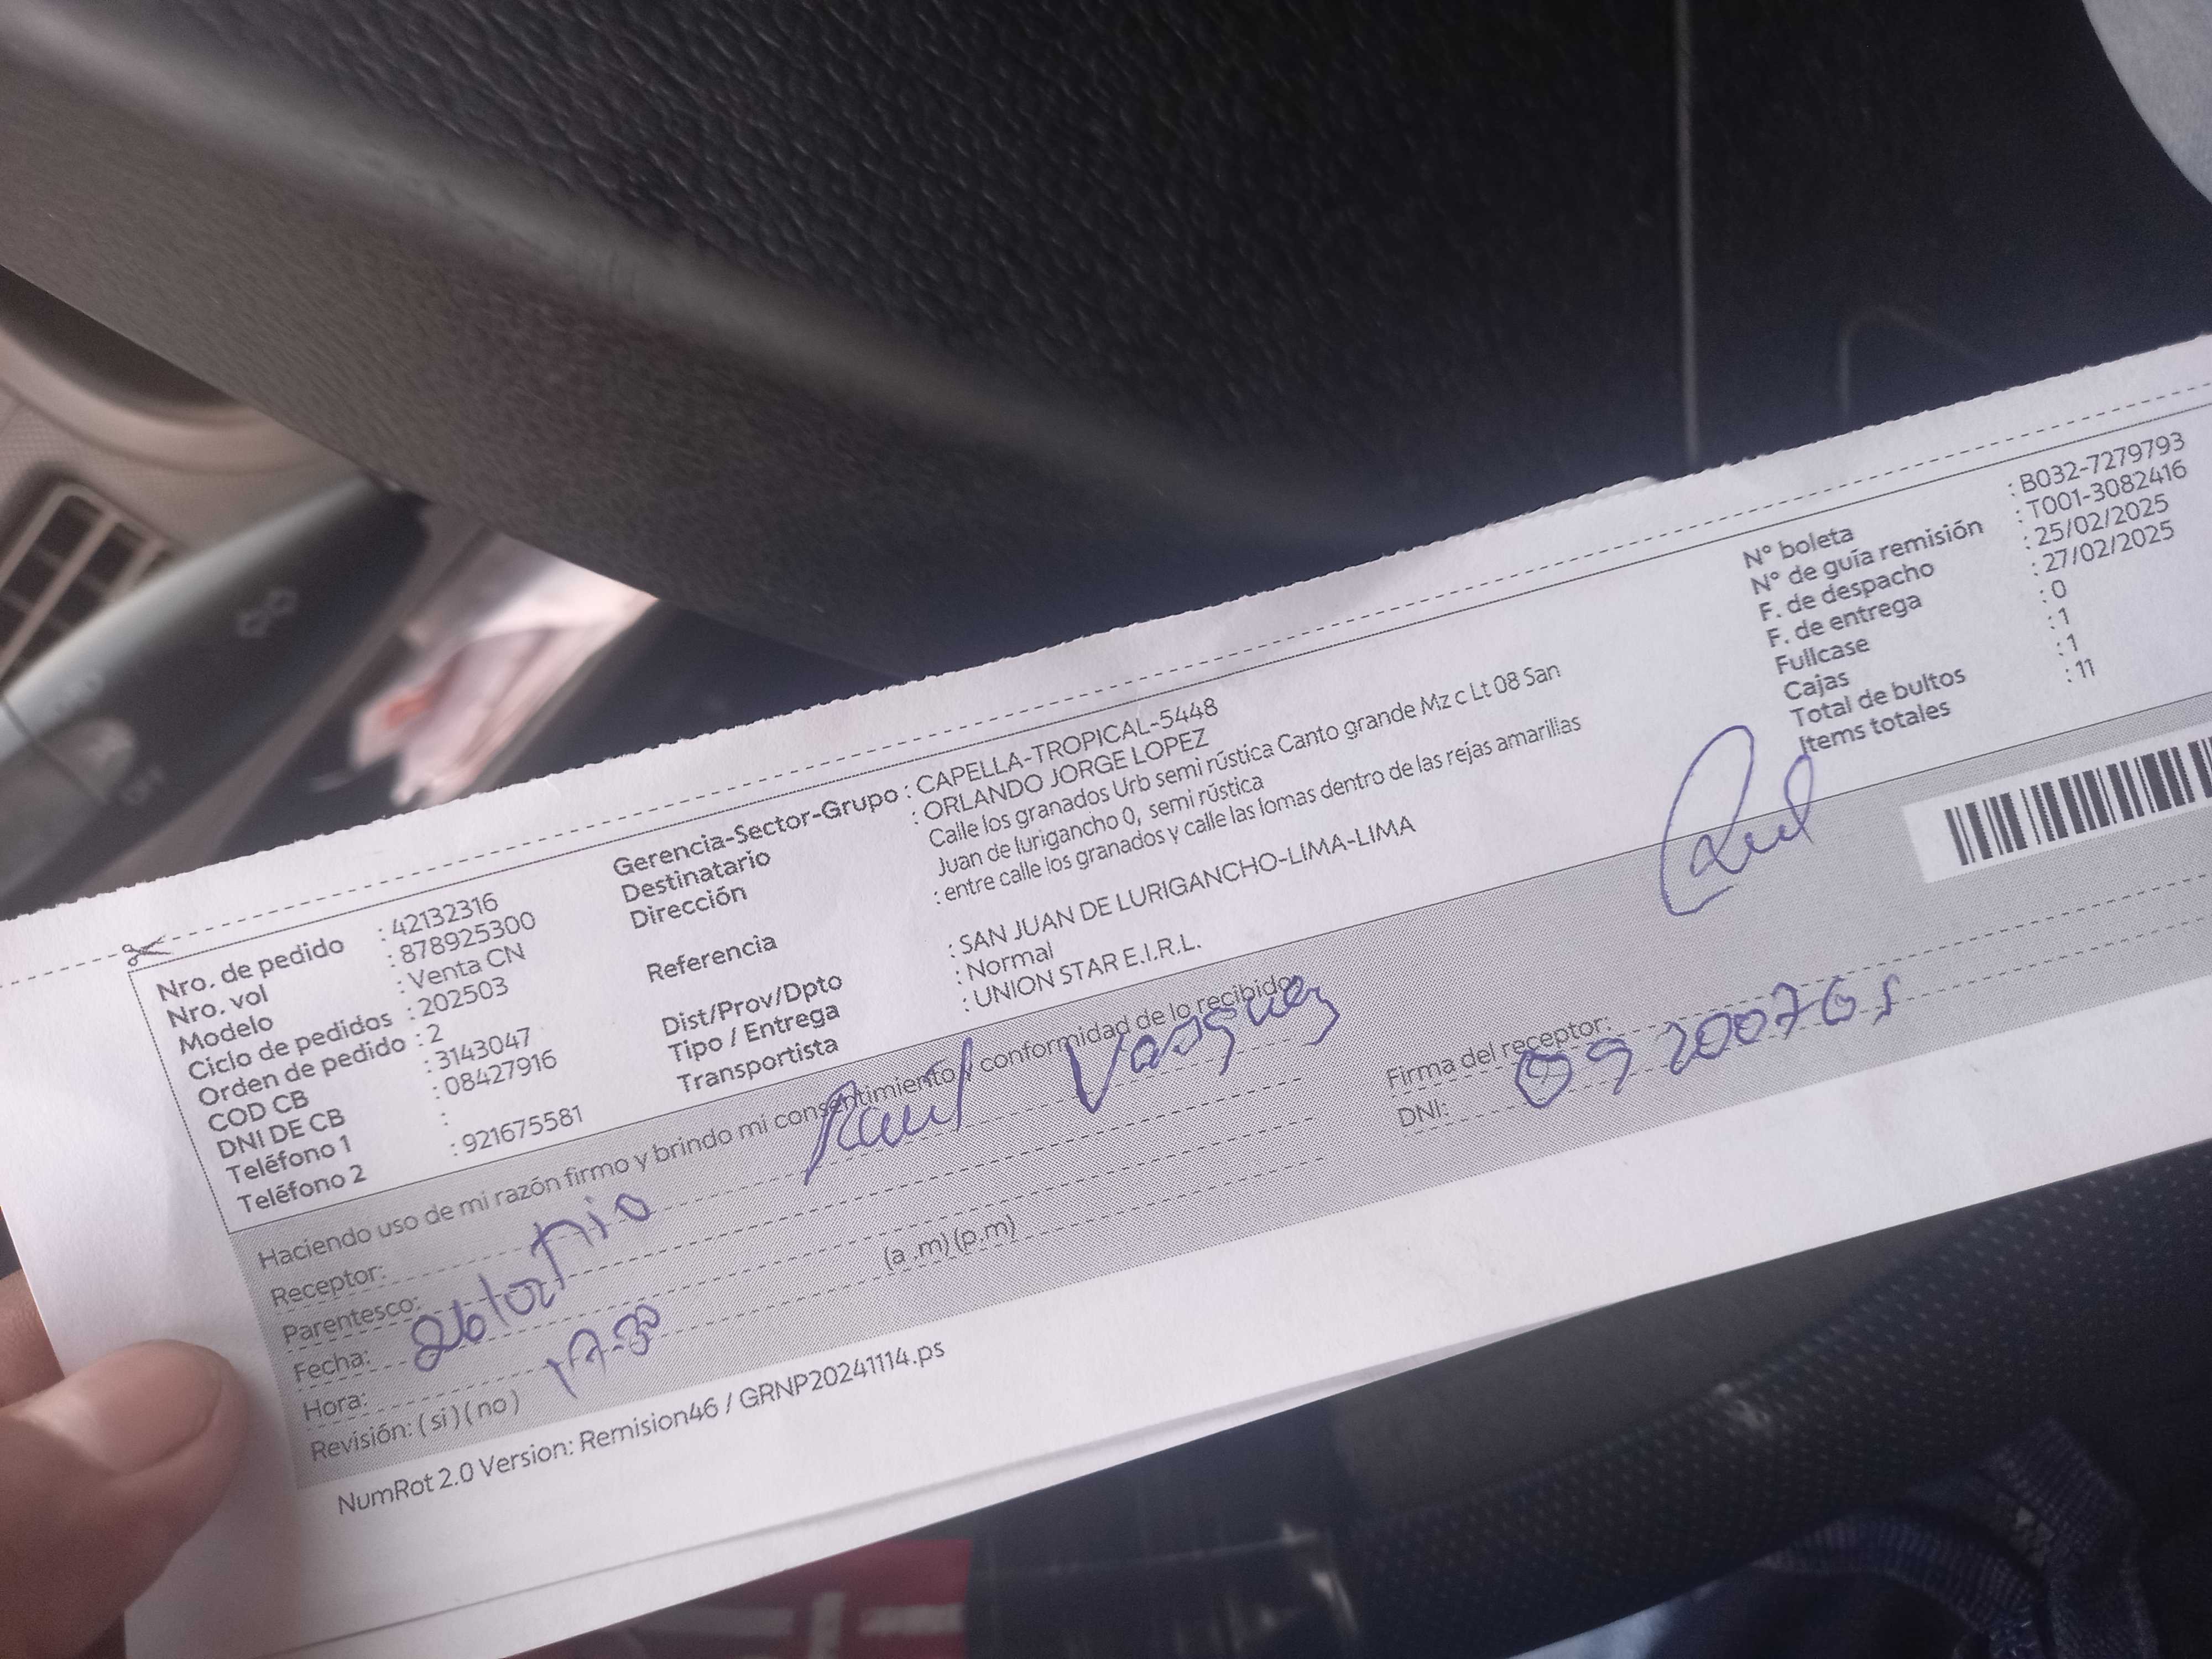 Nro. de pedido : 42132316
Nro. vol : 878925300
Modelo : Venta CN
Ciclo de pedidos : 202503
Orden de pedido : 2
COD CB : 3143047
DNI DE CB : 08427916
Teléfono 1 :
Teléfono 2 : 921675581
Gerencia-Sector-Grupo : CAPELLA-TROPICAL-5448
Destinatario : ORLANDO JORGE LOPEZ
Dirección Calle los granados Urb semi rústica Canto grande Mz c Lt 08 San
Juan de lurigancho 0, semi rústica
Referencia : entre calle los granados y calle las lomas dentro de las rejas amarillas
Dist/Prov/Dpto : SAN JUAN DE LURIGANCHO-LIMA-LIMA
Tipo / Entrega : Normal
Transportista : UNION STAR E.I.R.L.
N° boleta : B032-7279793
N° de guía remisión : T001-3082416
F. de despacho : 25/02/2025
F. de entrega : 27/02/2025
Fullcase : 0
Cajas : 1
Total de bultos : 1
Items totales : 11
Haciendo uso de mi razón firmo y brindo mi consentimiento y conformidad de lo recibido
Receptor: Raul Vasquez
Parentesco: tio
Fecha: 26/02
Hora: 17-30 (a .m) (p.m)
Revisión: ( si ) ( no )
Firma del receptor:
DNI:
NumRot 2.0 Version: Remision46 / GRNP20241114.ps